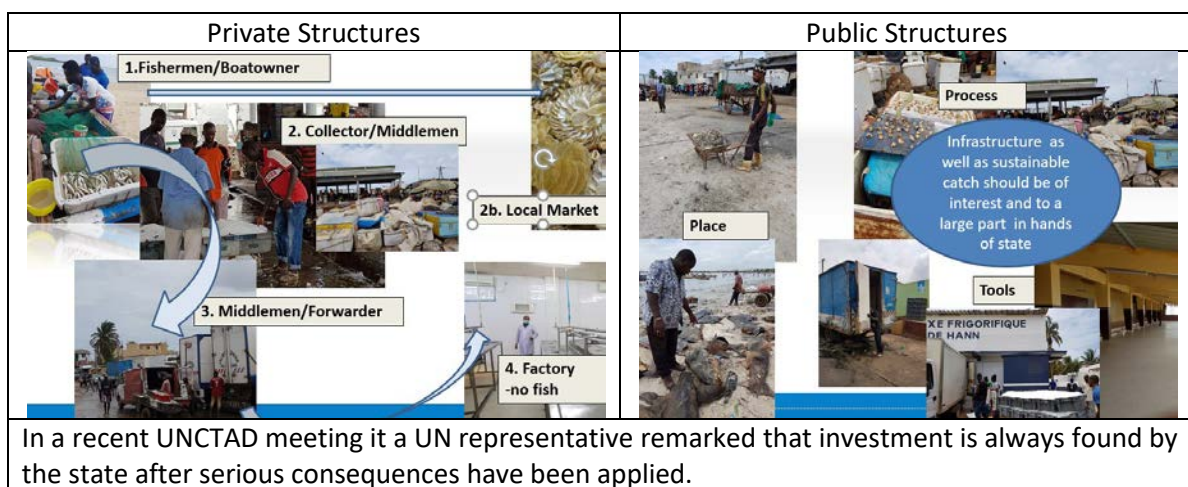 Private Structures
Public Structures
1.Fishermen/Boatowner
2. Collector/Middlemen
2b. Local Market
3. Middlemen/Forwarder
4. Factory
-no fish
Process
Infrastructure as
well as sustainable
catch should be of
interest and to a
large part in hands
of state
Place
Tools
XE FRIGORIFIQUE
DE HANN
In a recent UNCTAD meeting it a UN representative remarked that investment is always found by
the state after serious consequences have been applied.